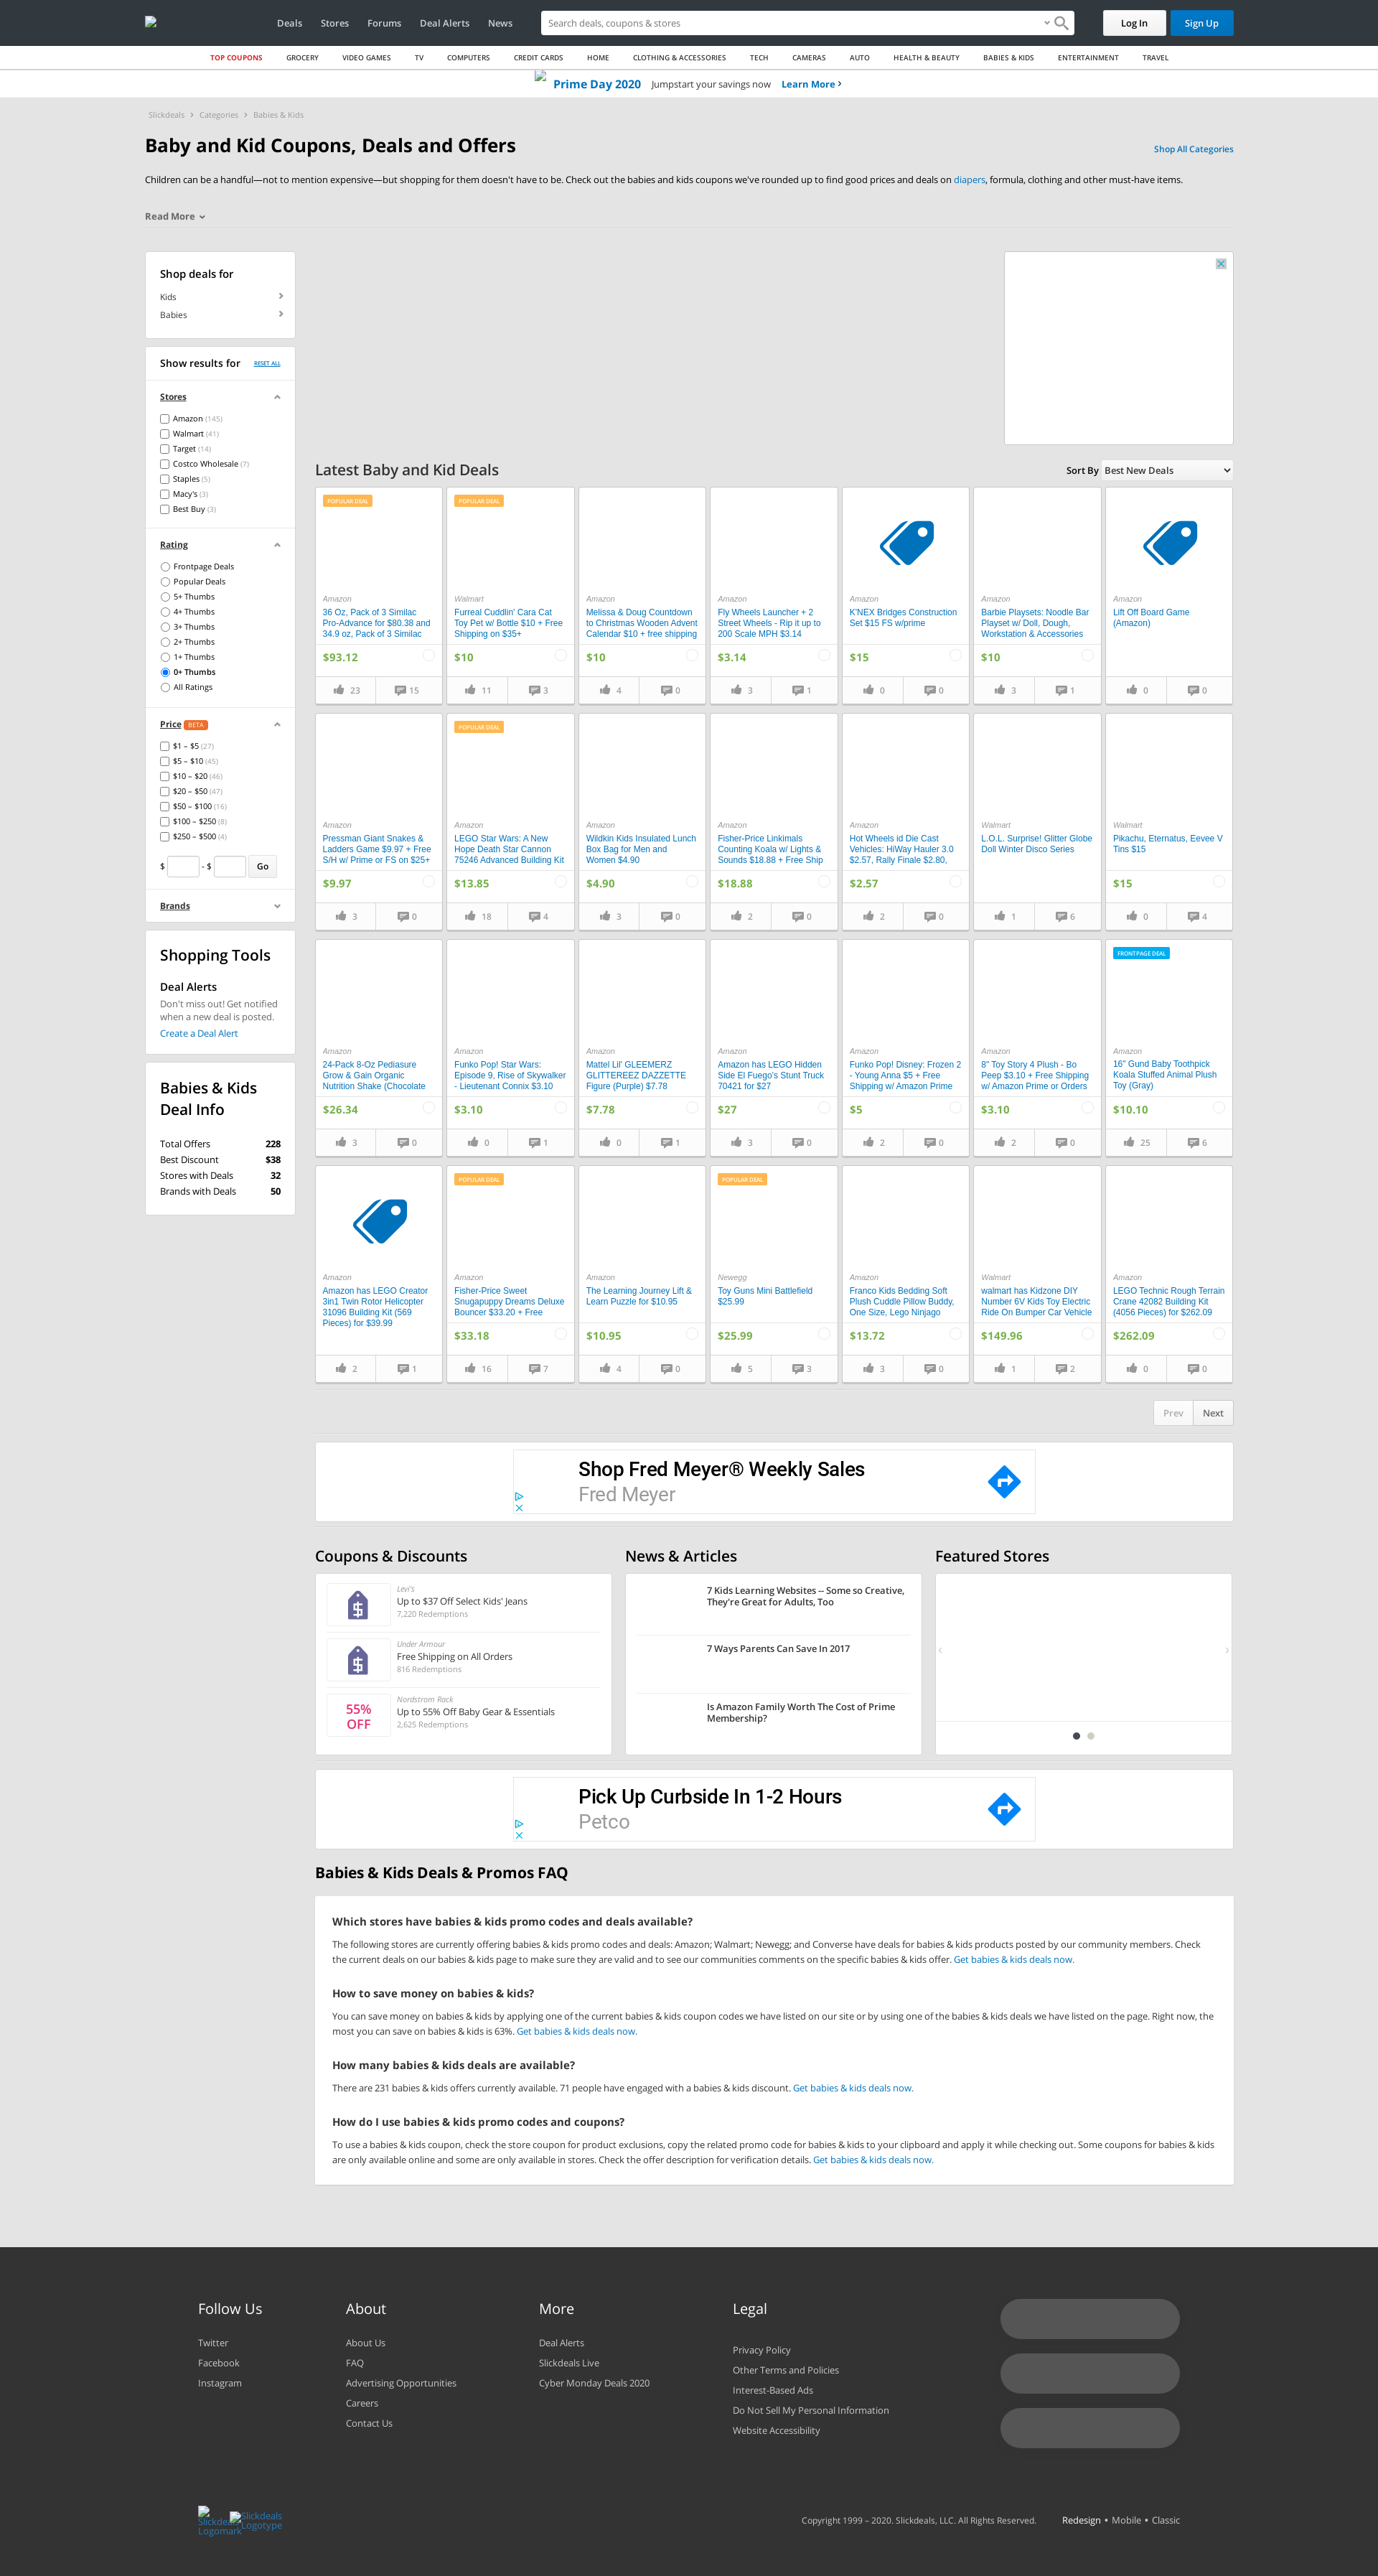 Deals Stores Forums Deal Alerts News
Search deals, coupons & stores
Log In
Sign Up
TOP COUPONS GROCERY VIDEO GAMES TV COMPUTERS CREDIT CARDS HOME CLOTHING & ACCESSORIES TECH CAMERAS AUTO HEALTH & BEAUTY BABIES & KIDS ENTERTAINMENT TRAVEL
Prime Day 2020 Jumpstart your savings now Learn More
Slickdeals > Categories > Babies & Kids
Baby and Kid Coupons, Deals and Offers
Shop All Categories
Children can be a handful—not to mention expensive—but shopping for them doesn't have to be. Check out the babies and kids coupons we've rounded up to find good prices and deals on diapers, formula, clothing and other must-have items.
Read More
Shop deals for
Kids
Babies
Show results for RESET ALL
Stores
Amazon (145)
Walmart (41)
Target (14)
Costco Wholesale (7)
Staples (5)
Macy's (3)
Best Buy (3)
Rating
Frontpage Deals
Popular Deals
5+ Thumbs
4+ Thumbs
3+ Thumbs
2+ Thumbs
1+ Thumbs
0+ Thumbs
All Ratings
Price BETA
$1 – $5 (27)
$5 – $10 (45)
$10 – $20 (46)
$20 – $50 (47)
$50 – $100 (16)
$100 – $250 (8)
$250 – $500 (4)
$ - $ Go
Brands
Shopping Tools
Deal Alerts
Don't miss out! Get notified
when a new deal is posted.
Create a Deal Alert
Babies & Kids
Deal Info
Total Offers 228
Best Discount $38
Stores with Deals 32
Brands with Deals 50
Latest Baby and Kid Deals
Sort By Best New Deals
POPULAR DEAL
Amazon
36 Oz, Pack of 3 Similac
Pro-Advance for $80.38 and
34.9 oz, Pack of 3 Similac
$93.12
23 15
POPULAR DEAL
Walmart
Furreal Cuddlin' Cara Cat
Toy Pet w/ Bottle $10 + Free
Shipping on $35+
$10
11 3
Amazon
Melissa & Doug Countdown
to Christmas Wooden Advent
Calendar $10 + free shipping
$10
4 0
Amazon
Fly Wheels Launcher + 2
Street Wheels - Rip it up to
200 Scale MPH $3.14
$3.14
3 1
Amazon
K'NEX Bridges Construction
Set $15 FS w/prime
$15
0 0
Amazon
Barbie Playsets: Noodle Bar
Playset w/ Doll, Dough,
Workstation & Accessories
$10
3 1
Amazon
Lift Off Board Game
(Amazon)
0 0
Amazon
Pressman Giant Snakes &
Ladders Game $9.97 + Free
S/H w/ Prime or FS on $25+
$9.97
3 0
POPULAR DEAL
Amazon
LEGO Star Wars: A New
Hope Death Star Cannon
75246 Advanced Building Kit
$13.85
18 4
Amazon
Wildkin Kids Insulated Lunch
Box Bag for Men and
Women $4.90
$4.90
3 0
Amazon
Fisher-Price Linkimals
Counting Koala w/ Lights &
Sounds $18.88 + Free Ship
$18.88
2 0
Amazon
Hot Wheels id Die Cast
Vehicles: HiWay Hauler 3.0
$2.57, Rally Finale $2.80,
$2.57
2 0
Walmart
L.O.L. Surprise! Glitter Globe
Doll Winter Disco Series
1 6
Walmart
Pikachu, Eternatus, Eevee V
Tins $15
$15
0 4
Amazon
24-Pack 8-Oz Pediasure
Grow & Gain Organic
Nutrition Shake (Chocolate
$26.34
3 0
Amazon
Funko Pop! Star Wars:
Episode 9, Rise of Skywalker
- Lieutenant Connix $3.10
$3.10
0 1
Amazon
Mattel Lil' GLEEMERZ
GLITTEREEZ DAZZETTE
Figure (Purple) $7.78
$7.78
0 1
Amazon
Amazon has LEGO Hidden
Side El Fuego's Stunt Truck
70421 for $27
$27
3 0
Amazon
Funko Pop! Disney: Frozen 2
- Young Anna $5 + Free
Shipping w/ Amazon Prime
$5
2 0
Amazon
8" Toy Story 4 Plush - Bo
Peep $3.10 + Free Shipping
w/ Amazon Prime or Orders
$3.10
2 0
FRONTPAGE DEAL
Amazon
16" Gund Baby Toothpick
Koala Stuffed Animal Plush
Toy (Gray)
$10.10
25 6
Amazon
Amazon has LEGO Creator
3in1 Twin Rotor Helicopter
31096 Building Kit (569
Pieces) for $39.99
2 1
POPULAR DEAL
Amazon
Fisher-Price Sweet
Snugapuppy Dreams Deluxe
Bouncer $33.20 + Free
$33.18
16 7
Amazon
The Learning Journey Lift &
Learn Puzzle for $10.95
$10.95
4 0
POPULAR DEAL
Newegg
Toy Guns Mini Battlefield
$25.99
$25.99
5 3
Amazon
Franco Kids Bedding Soft
Plush Cuddle Pillow Buddy,
One Size, Lego Ninjago
$13.72
3 0
Walmart
walmart has Kidzone DIY
Number 6V Kids Toy Electric
Ride On Bumper Car Vehicle
$149.96
1 2
Amazon
LEGO Technic Rough Terrain
Crane 42082 Building Kit
(4056 Pieces) for $262.09
$262.09
0 0
Prev Next
Shop Fred Meyer® Weekly Sales
Fred Meyer
Coupons & Discounts
Levi's
Up to $37 Off Select Kids' Jeans
7,220 Redemptions
Under Armour
Free Shipping on All Orders
816 Redemptions
55%
OFF
Nordstrom Rack
Up to 55% Off Baby Gear & Essentials
2,625 Redemptions
News & Articles
7 Kids Learning Websites -- Some so Creative,
They're Great for Adults, Too
7 Ways Parents Can Save In 2017
Is Amazon Family Worth The Cost of Prime
Membership?
Featured Stores
Pick Up Curbside In 1-2 Hours
Petco
Babies & Kids Deals & Promos FAQ
Which stores have babies & kids promo codes and deals available?
The following stores are currently offering babies & kids promo codes and deals: Amazon; Walmart; Newegg; and Converse have deals for babies & kids products posted by our community members. Check
the current deals on our babies & kids page to make sure they are valid and to see our communities comments on the specific babies & kids offer. Get babies & kids deals now.
How to save money on babies & kids?
You can save money on babies & kids by applying one of the current babies & kids coupon codes we have listed on our site or by using one of the babies & kids deals we have listed on the page. Right now, the
most you can save on babies & kids is 63%. Get babies & kids deals now.
How many babies & kids deals are available?
There are 231 babies & kids offers currently available. 71 people have engaged with a babies & kids discount. Get babies & kids deals now.
How do I use babies & kids promo codes and coupons?
To use a babies & kids coupon, check the store coupon for product exclusions, copy the related promo code for babies & kids to your clipboard and apply it while checking out. Some coupons for babies & kids
are only available online and some are only available in stores. Check the offer description for verification details. Get babies & kids deals now.
Follow Us
Twitter
Facebook
Instagram
About
About Us
FAQ
Advertising Opportunities
Careers
Contact Us
More
Deal Alerts
Slickdeals Live
Cyber Monday Deals 2020
Legal
Privacy Policy
Other Terms and Policies
Interest-Based Ads
Do Not Sell My Personal Information
Website Accessibility
Slickdeals
Logomark
Slickdeals
Logotype
Copyright 1999 – 2020. Slickdeals, LLC. All Rights Reserved.
Redesign • Mobile • Classic